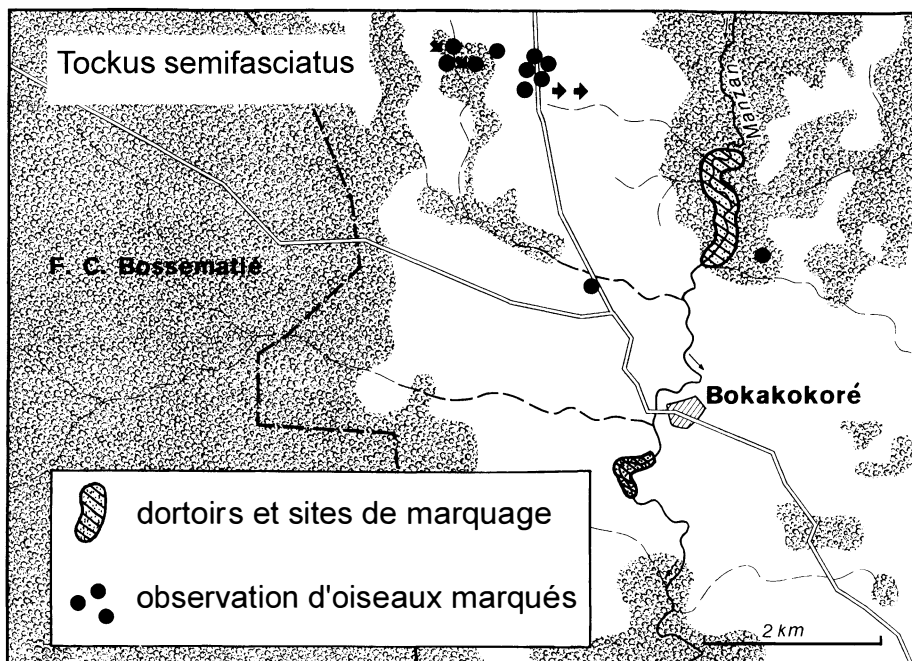 Tockus semifasciatus
Manzan
F. C. Bossematié
Bokakokoré
dortoirs et sites de marquage
observation d'oiseaux marqués
2 km